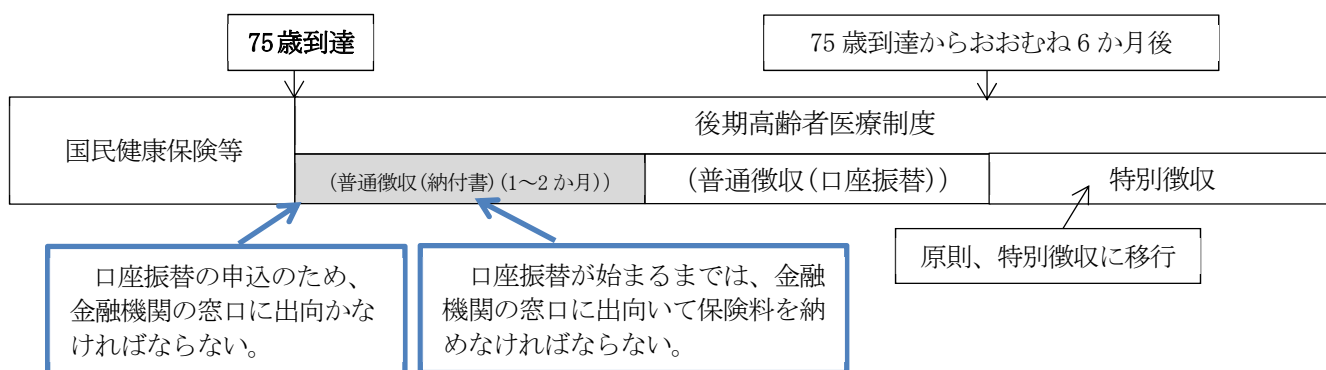 75歳到達
75 歳到達からおおむね 6 か月後
国民健康保険等
後期高齢者医療制度
(普通徴収(納付書)(1～2 か月))
(普通徴収(口座振替))
特別徴収
口座振替の申込のため、
金融機関の窓口に出向かな
ければならない。
口座振替が始まるまでは、金融
機関の窓口に出向いて保険料を納
めなければならない。
原則、特別徴収に移行